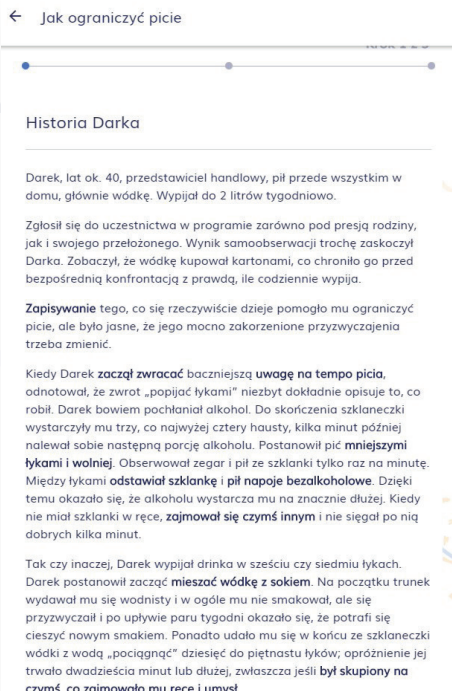 Jak ograniczyć picie
Historia Darka
Darek, lat ok. 40, przedstawiciel handlowy, pił przede wszystkim w
domu, głównie wódkę. Wypijał do 2 litrów tygodniowo.
Zgłosił się do uczestnictwa w programie zarówno pod presją rodziny,
jak i swojego przełożonego. Wynik samoobserwacji trochę zaskoczył
Darka. Zobaczył, że wódkę kupował kartonami, co chroniło go przed
bezpośrednią konfrontacją z prawdą, ile codziennie wypija.
Zapisywanie tego, co się rzeczywiście dzieje pomogło mu ograniczyć
picie, ale było jasne, że jego mocno zakorzenione przyzwyczajenia
trzeba zmienić.
Kiedy Darek zaczął zwracać baczniejszą uwagę na tempo picia,
odnotował, że zwrot „popijać łykami” niezbyt dokładnie opisuje to, co
robił. Darek bowiem pochłaniał alkohol. Do skończenia szklaneczki
wystarczyły mu trzy, co najwyżej cztery hausty, kilka minut później
nalewał sobie następną porcję alkoholu. Postanowił pić mniejszymi
łykami i wolniej. Obserwował zegar i pił ze szklanki tylko raz na minutę.
Między łykami odstawiał szklankę i pił napoje bezalkoholowe. Dzięki
temu okazało się, że alkoholu wystarcza mu na znacznie dłużej. Kiedy
nie miał szklanki w ręce, zajmował się czymś innym i nie sięgał po nią
dobrych kilka minut.
Tak czy inaczej, Darek wypijał drinka w sześciu czy siedmiu łykach.
Darek postanowił zacząć mieszać wódkę z sokiem. Na początku trunek
wydawał mu się wodnisty i w ogóle mu nie smakował, ale się
przyzwyczaił i po upływie paru tygodni okazało się, że potrafi się
cieszyć nowym smakiem. Ponadto udało mu się w końcu ze szklaneczki
wódki z wodą „pociągnąć” dziesięć do piętnastu łyków; opróżnienie jej
trwało dwadzieścia minut lub dłużej, zwłaszcza jeśli był skupiony na
czymś, co zajmowało mu ręce i umysł.